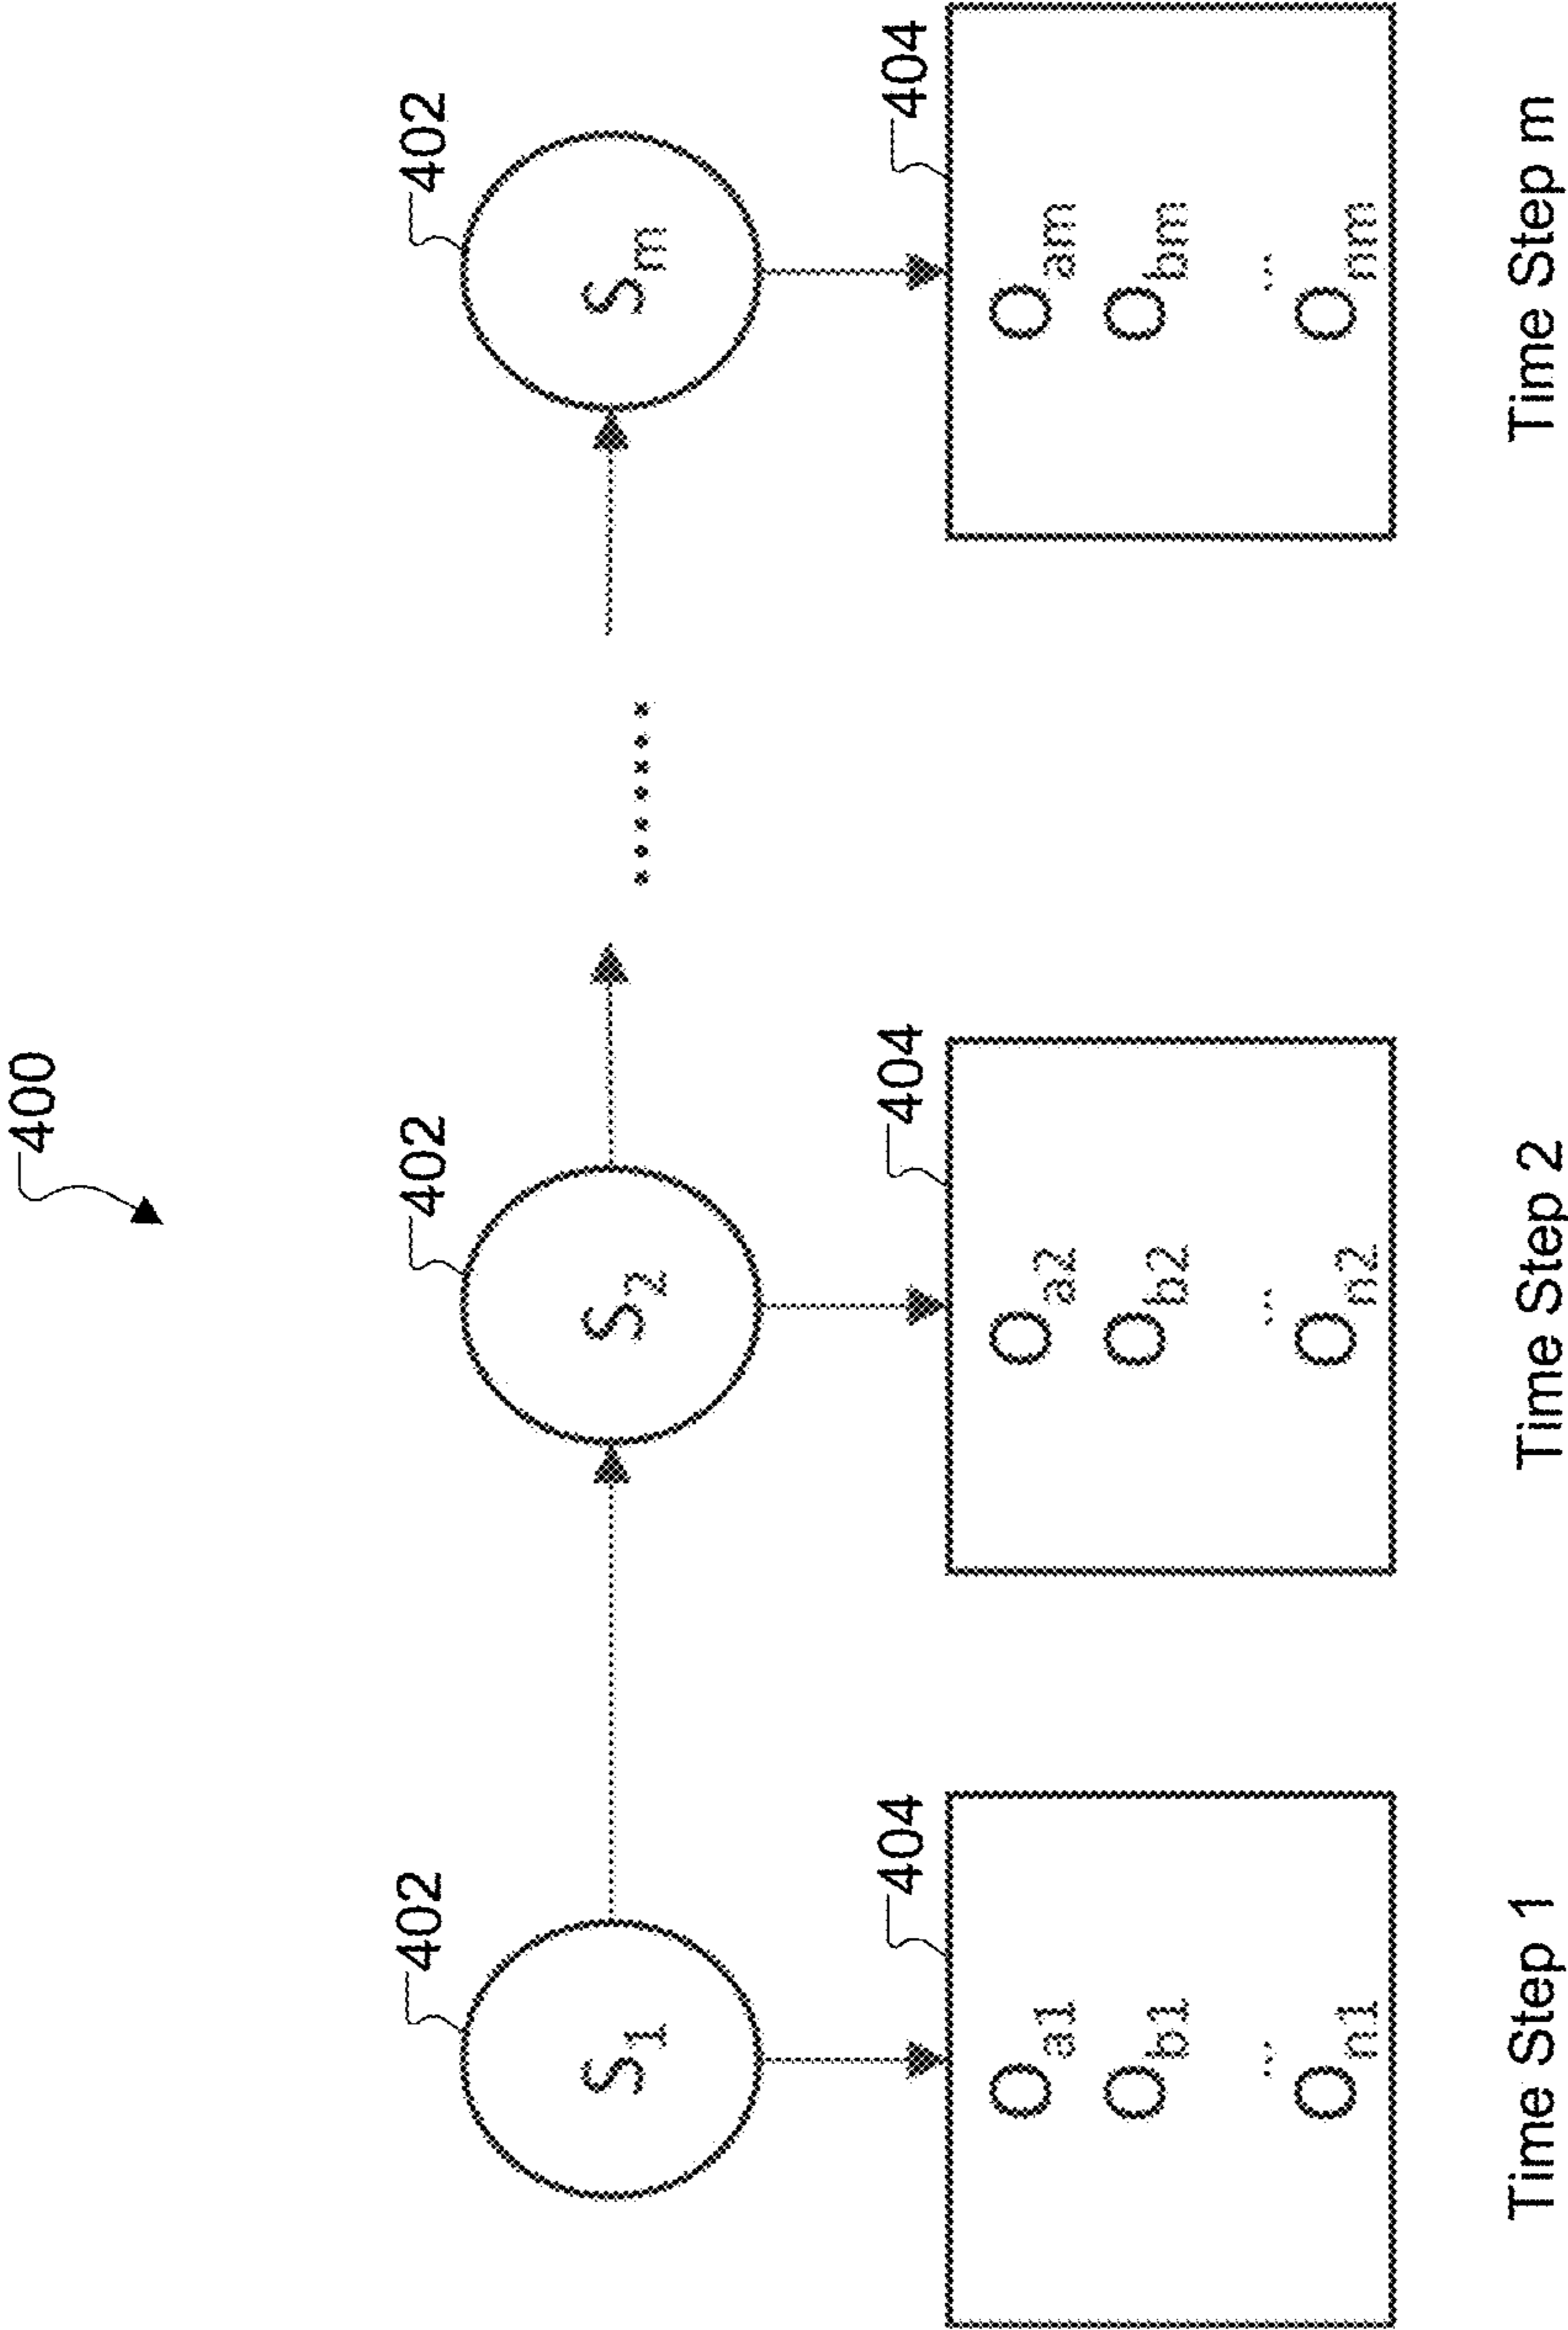 400
402 402 402
S1 S2 Sm
404 404 404
Oa1 Oa2 Oam
Ob1 Ob2 Obm
... ... ...
On1 On2 Onm
Time Step 1 Time Step 2 Time Step m